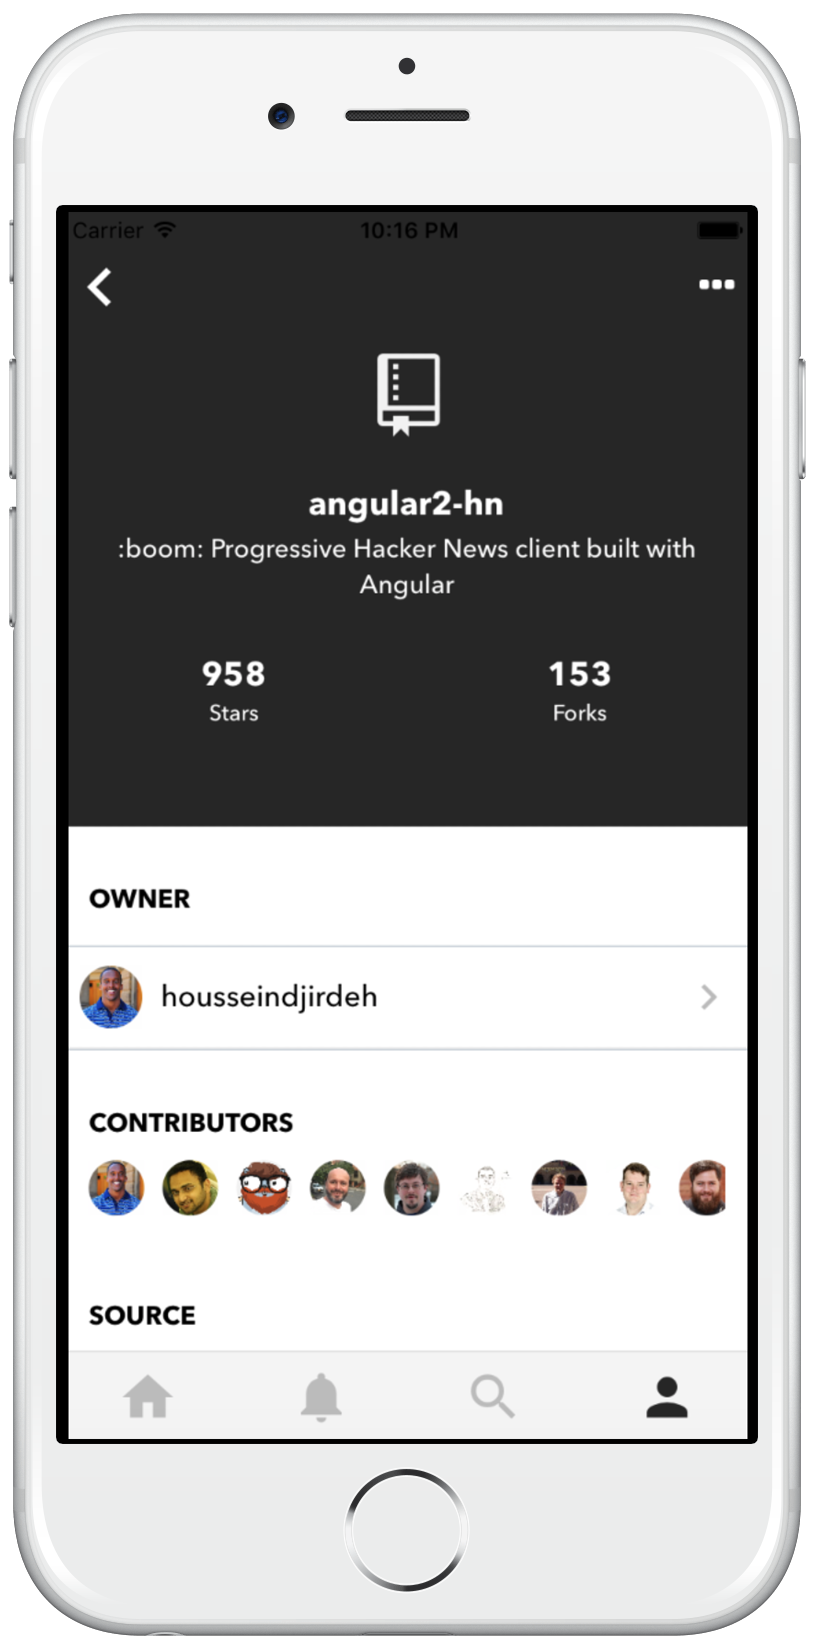 Carrier 10:16 PM
angular2-hn
:boom: Progressive Hacker News client built with
Angular
958 153
Stars Forks
OWNER
housseindjirdeh
CONTRIBUTORS
SOURCE